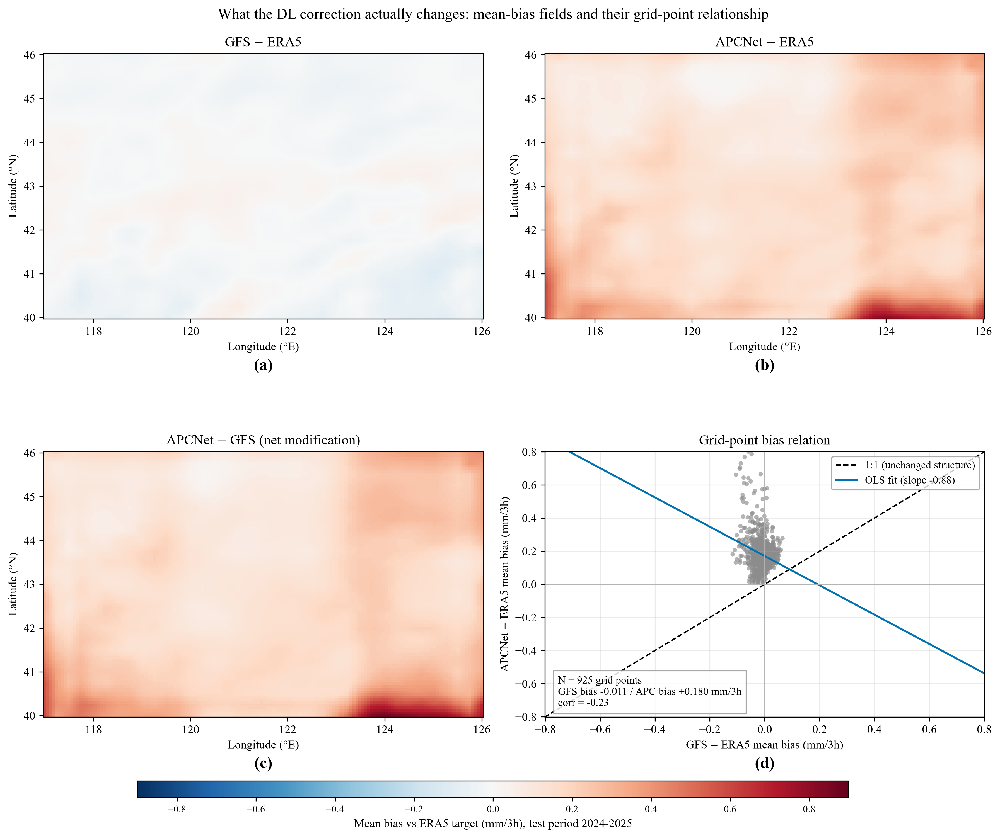 What the DL correction actually changes: mean-bias fields and their grid-point relationship
GFS − ERA5
46
45
44
43
42
41
40
Latitude (°N)
118 120 122 124 126
Longitude (°E)
(a)
APCNet − ERA5
46
45
44
43
42
41
40
Latitude (°N)
118 120 122 124 126
Longitude (°E)
(b)
APCNet − GFS (net modification)
46
45
44
43
42
41
40
Latitude (°N)
118 120 122 124 126
Longitude (°E)
(c)
Grid-point bias relation
0.8
0.6
0.4
0.2
0.0
−0.2
−0.4
−0.6
−0.8
APCNet − ERA5 mean bias (mm/3h)
1:1 (unchanged structure)
OLS fit (slope -0.88)
N = 925 grid points
GFS bias -0.011 / APC bias +0.180 mm/3h
corr = -0.23
−0.8 −0.6 −0.4 −0.2 0.0 0.2 0.4 0.6 0.8
GFS − ERA5 mean bias (mm/3h)
(d)
−0.8 −0.6 −0.4 −0.2 0.0 0.2 0.4 0.6 0.8
Mean bias vs ERA5 target (mm/3h), test period 2024-2025